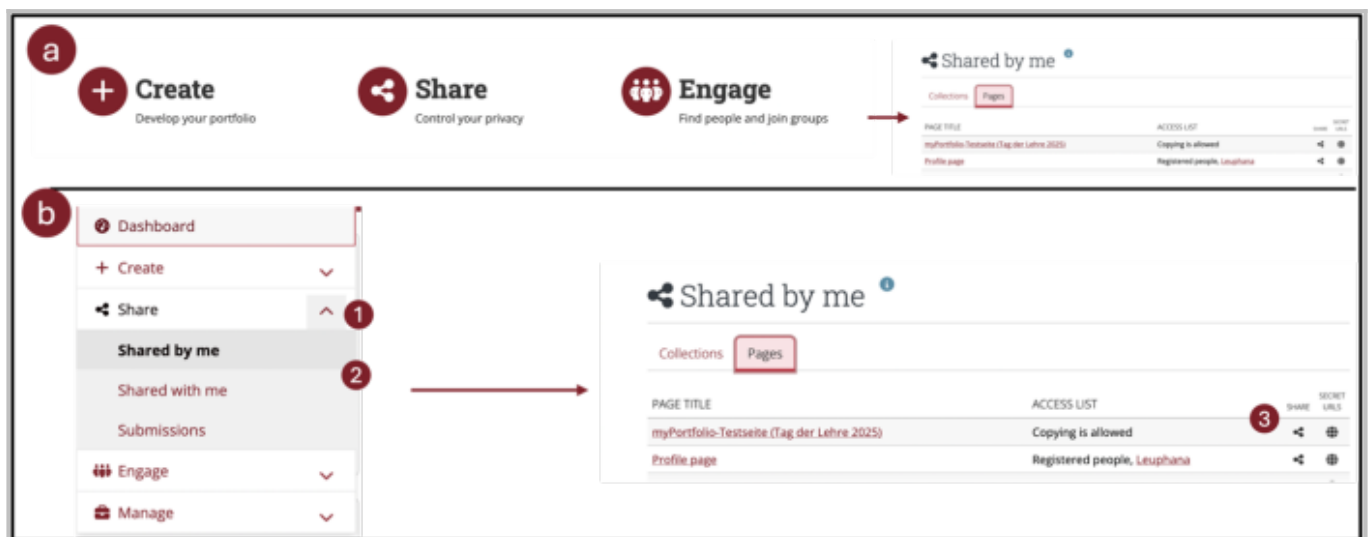 a
Create
Develop your portfolio
Share
Control your privacy
Engage
Find people and join groups
Shared by me
Collections Pages
PAGE TITLE ACCESS LIST SHARE SECRET URLS
myPortfolio-Testseite (Tag der Lehre 2025) Copying is allowed
Profile page Registered people, Leuphana
b
Dashboard
Create
Share 1
Shared by me
2
Shared with me
Submissions
Engage
Manage
Shared by me
Collections Pages
PAGE TITLE ACCESS LIST SHARE SECRET URLS
3
myPortfolio-Testseite (Tag der Lehre 2025) Copying is allowed
Profile page Registered people, Leuphana